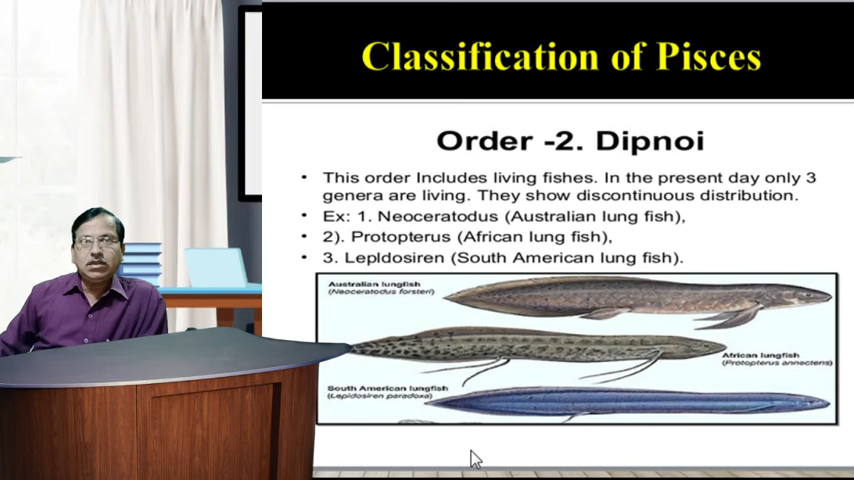 Classification of Pisces
Order -2. Dipnoi
• This order Includes living fishes. In the present day only 3
genera are living. They show discontinuous distribution.
• Ex: 1. Neoceratodus (Australian lung fish),
• 2). Protopterus (African lung fish),
• 3. Lepldosiren (South American lung fish).
Australian lungfish
(Neoceratodus forsteri)
African lungfish
(Protopterus annectens)
South American lungfish
(Lepidosiren paradoxa)